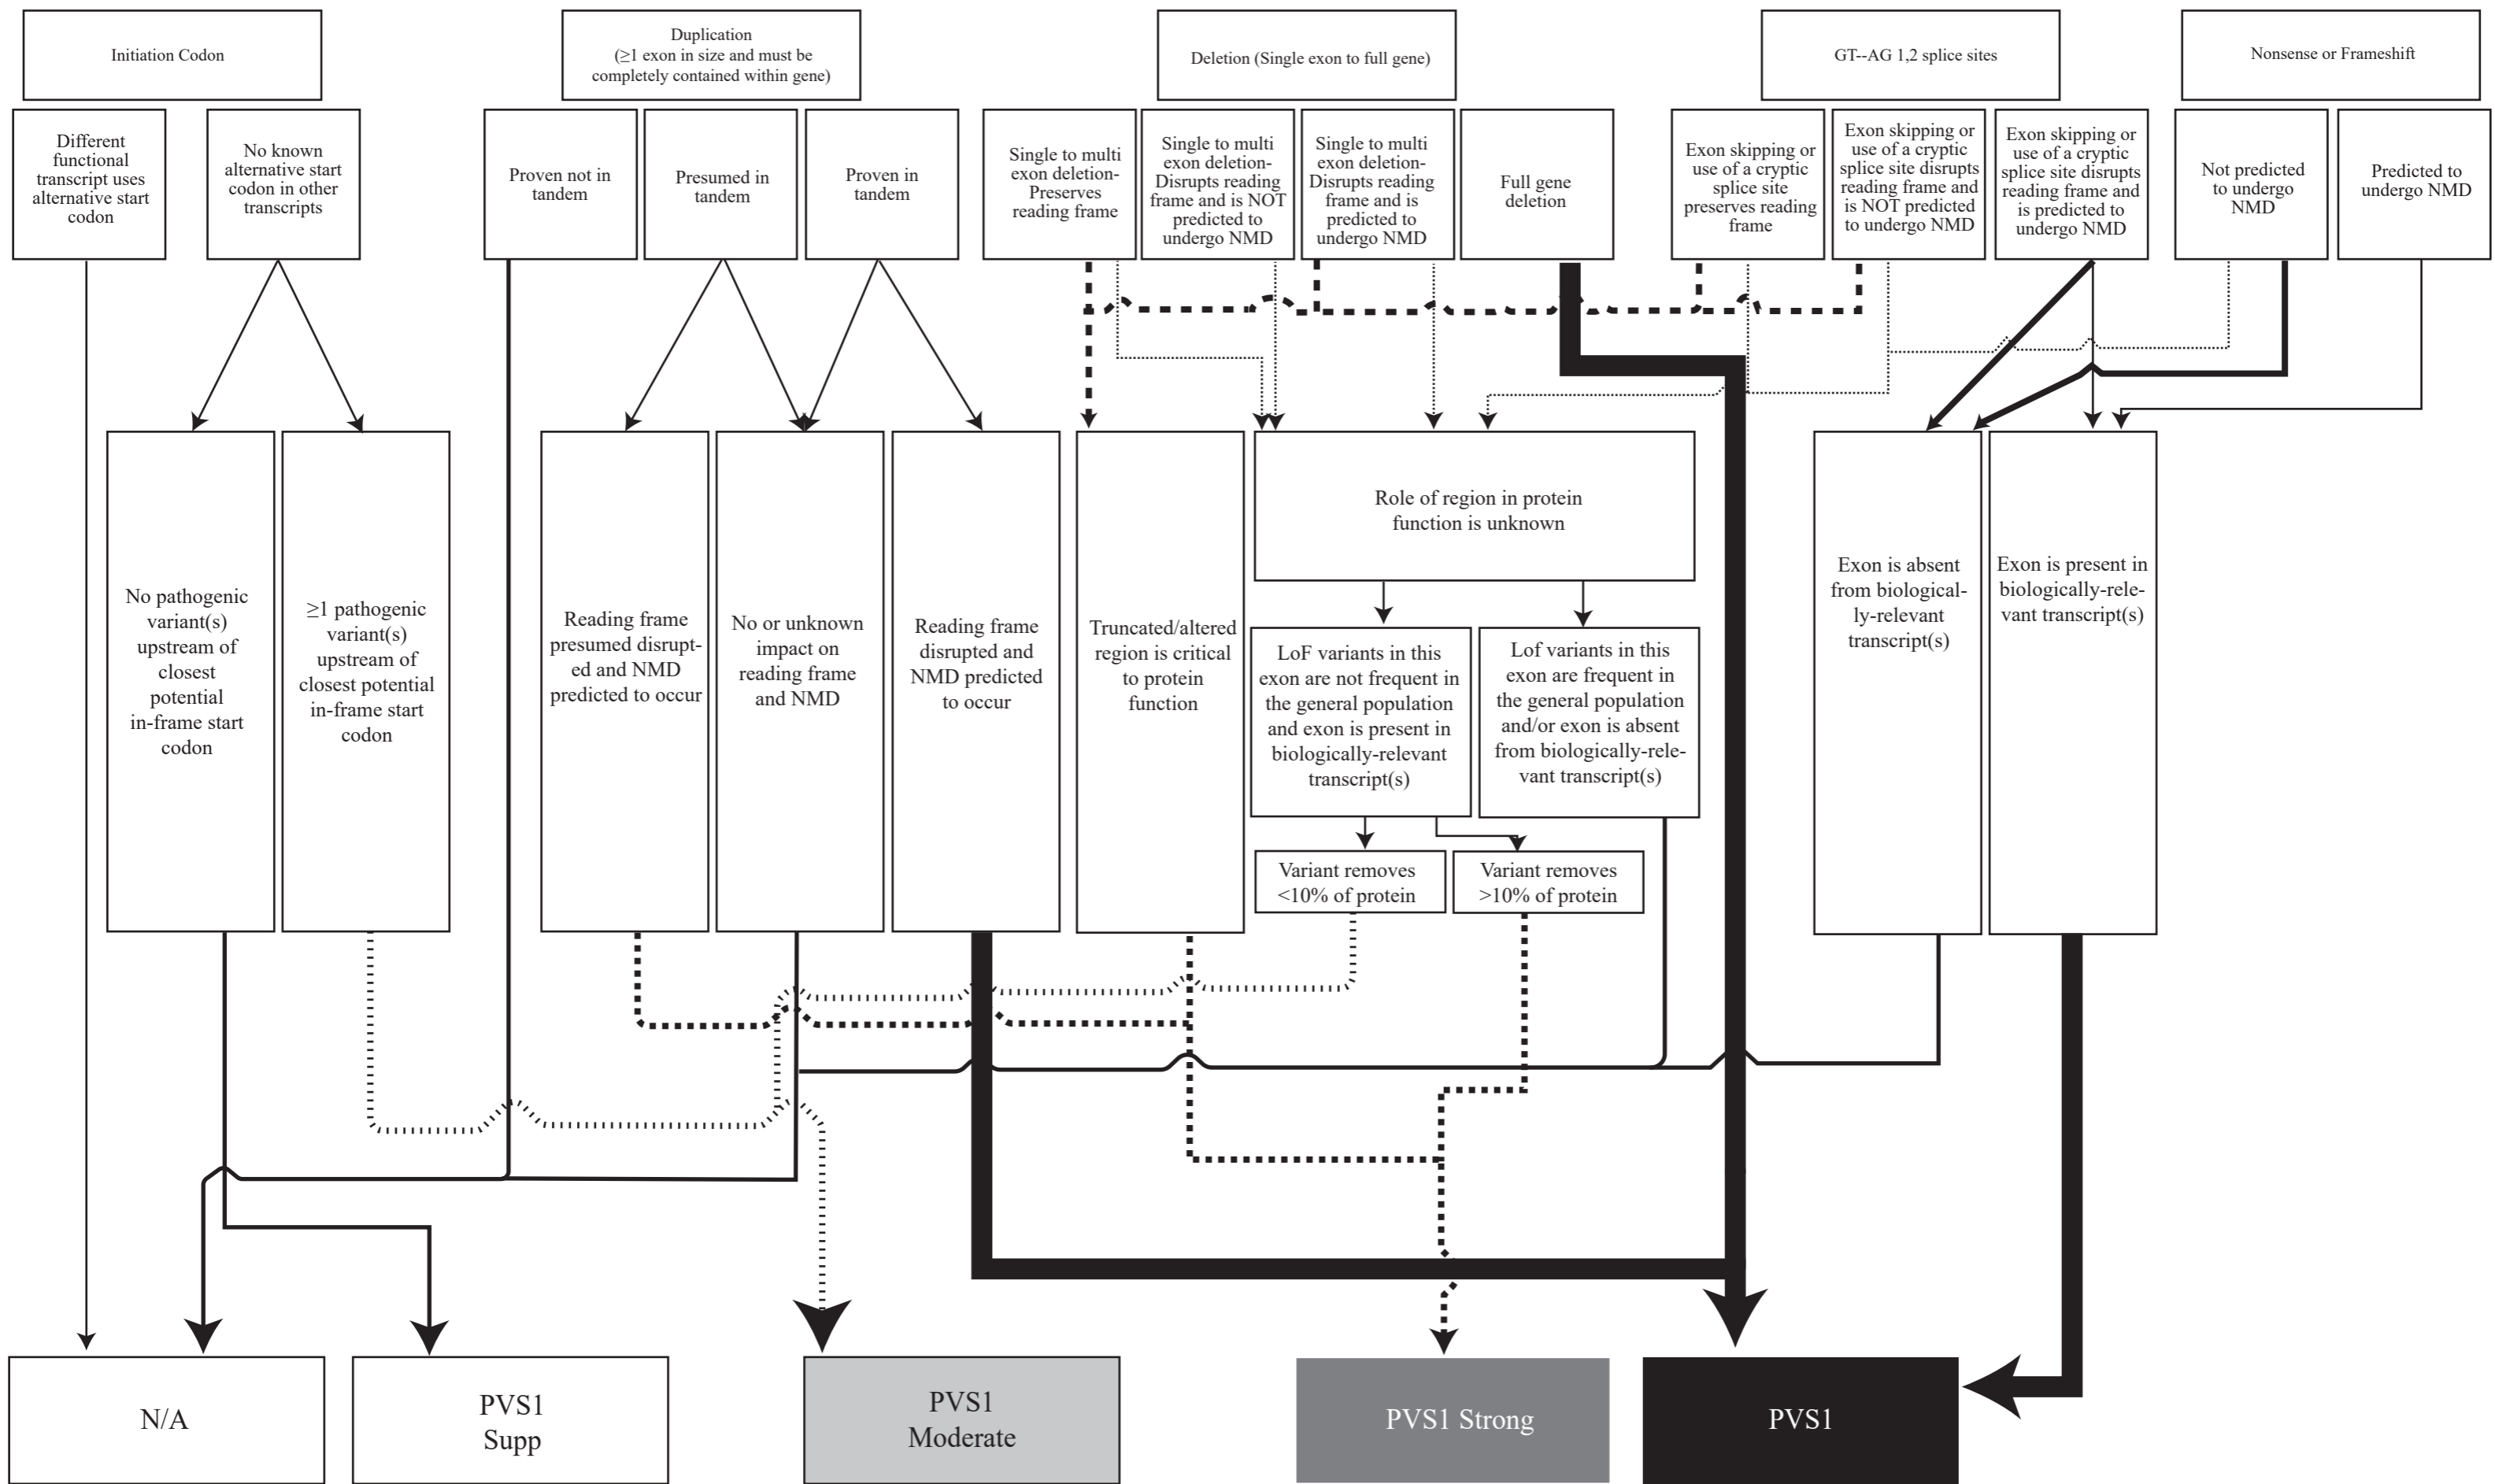 Initiation Codon
Duplication
(≥1 exon in size and must be
completely contained within gene)
Deletion (Single exon to full gene)
GT--AG 1,2 splice sites
Nonsense or Frameshift
Different
functional
transcript uses
alternative start
codon
No known
alternative start
codon in other
transcripts
Proven not in
tandem
Presumed in
tandem
Proven in
tandem
Single to multi
exon deletion-
Preserves
reading frame
Single to multi
exon deletion-
Disrupts reading
frame and is NOT
predicted to
undergo NMD
Single to multi
exon deletion-
Disrupts reading
frame and is
predicted to
undergo NMD
Full gene
deletion
Exon skipping or
use of a cryptic
splice site
preserves reading
frame
Exon skipping or
use of a cryptic
splice site disrupts
reading frame and
is NOT predicted
to undergo NMD
Exon skipping or
use of a cryptic
splice site disrupts
reading frame and
is predicted to
undergo NMD
Not predicted
to undergo
NMD
Predicted to
undergo NMD
No pathogenic
variant(s)
upstream of
closest
potential
in-frame start
codon
≥1 pathogenic
variant(s)
upstream of
closest potential
in-frame start
codon
Reading frame
presumed disrupt-
ed and NMD
predicted to occur
No or unknown
impact on
reading frame
and NMD
Reading frame
disrupted and
NMD predicted
to occur
Truncated/altered
region is critical
to protein
function
Role of region in protein
function is unknown
LoF variants in this
exon are not frequent in
the general population
and exon is present in
biologically-relevant
transcript(s)
Lof variants in this
exon are frequent in
the general population
and/or exon is absent
from biologically-rele-
vant transcript(s)
Variant removes
<10% of protein
Variant removes
>10% of protein
Exon is absent
from biological-
ly-relevant
transcript(s)
Exon is present in
biologically-rele-
vant transcript(s)
N/A
PVS1
Supp
PVS1
Moderate
PVS1 Strong
PVS1